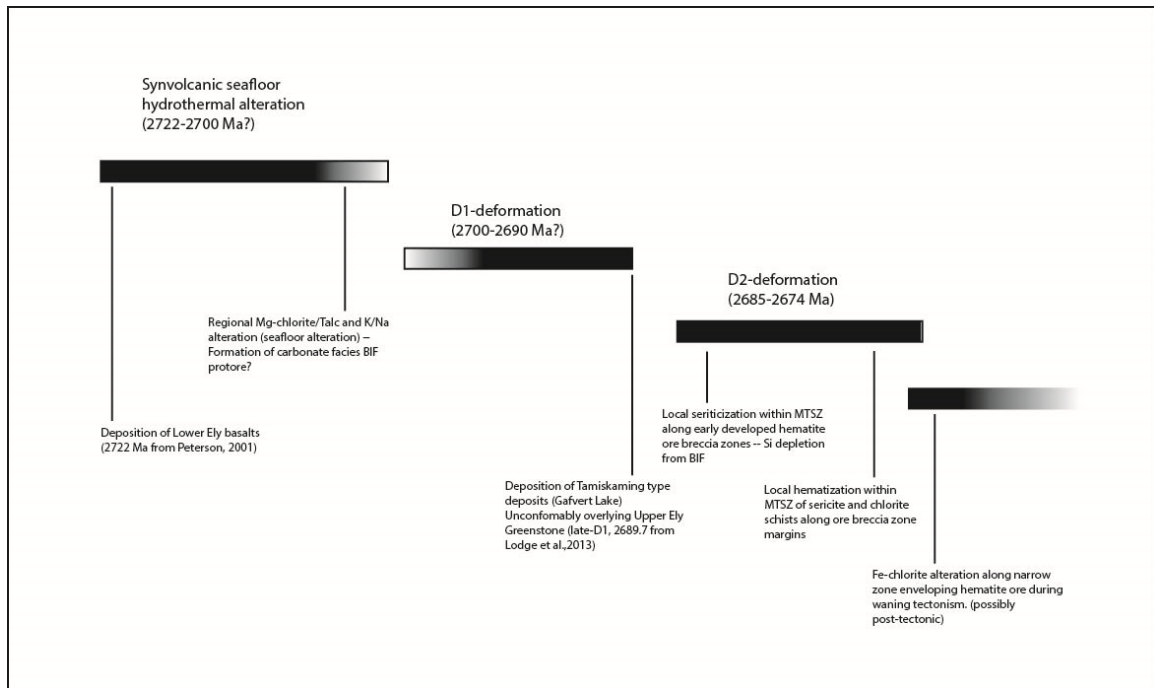 Synvolcanic seafloor
hydrothermal alteration
(2722-2700 Ma?)
D1-deformation
(2700-2690 Ma?)
D2-deformation
(2685-2674 Ma)
Regional Mg-chlorite/Talc and K/Na
alteration (seafloor alteration) –
Formation of carbonate facies BIF
protore?
Deposition of Lower Ely basalts
(2722 Ma from Peterson, 2001)
Local seriticization within MTSZ
along early developed hematite
ore breccia zones -- Si depletion
from BIF
Deposition of Tamiskaming type
deposits (Gafvert Lake)
Unconfomably overlying Upper Ely
Greenstone (late-D1, 2689.7 from
Lodge et al.,2013)
Local hematization within
MTSZ of sericite and chlorite
schists along ore breccia zone
margins
Fe-chlorite alteration along narrow
zone enveloping hematite ore during
waning tectonism. (possibly
post-tectonic)